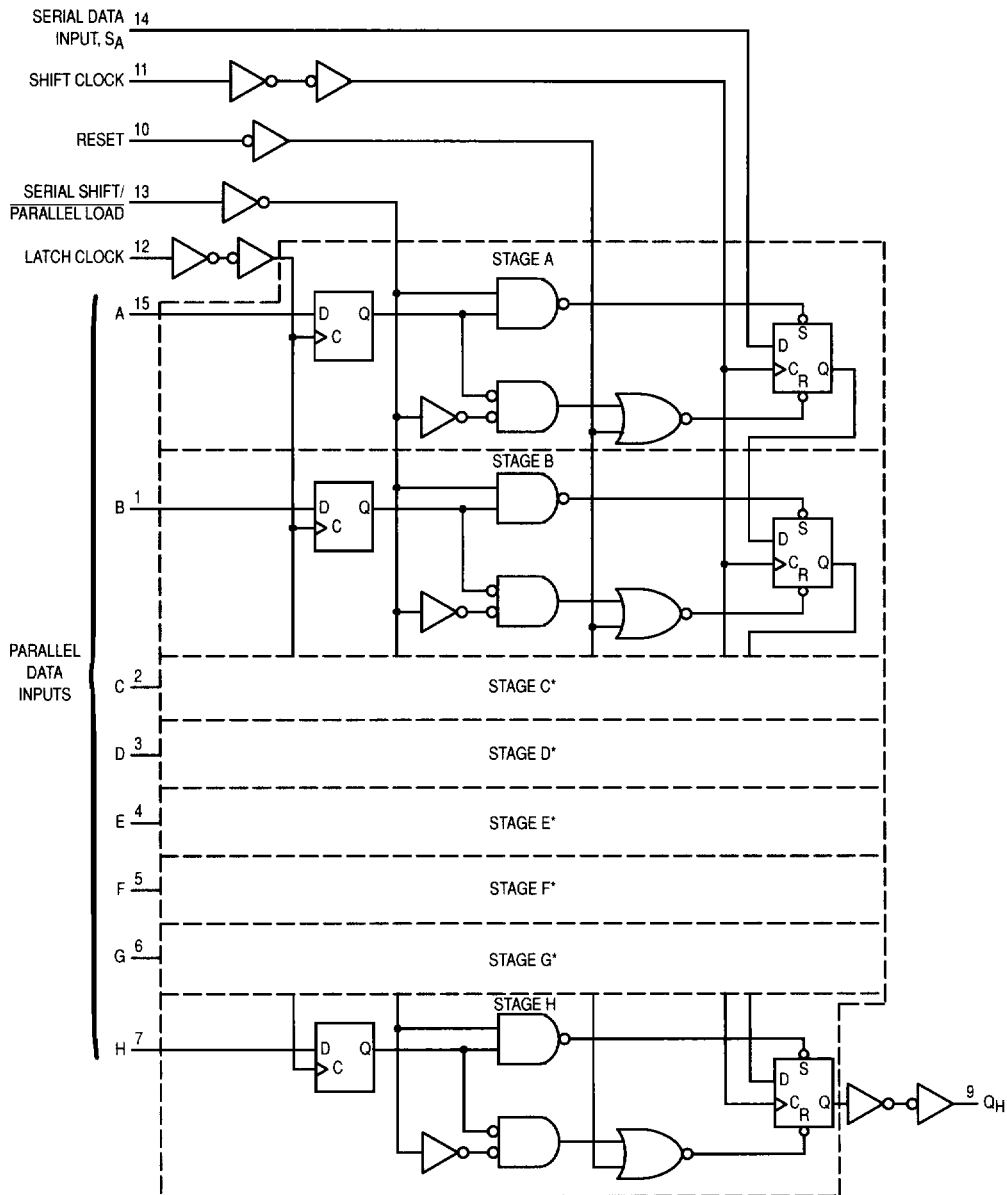 SERIAL DATA 14
INPUT, SA
SHIFT CLOCK 11
RESET 10
SERIAL SHIFT/ 13
PARALLEL LOAD
LATCH CLOCK 12
STAGE A
A 15
D Q
C
S
D
C Q
R
STAGE B
B 1
D Q
C
S
D
C Q
R
PARALLEL
DATA
INPUTS
C 2
STAGE C*
D 3
STAGE D*
E 4
STAGE E*
F 5
STAGE F*
G 6
STAGE G*
STAGE H
H 7
D Q
C
S
D
C Q
R
9 QH